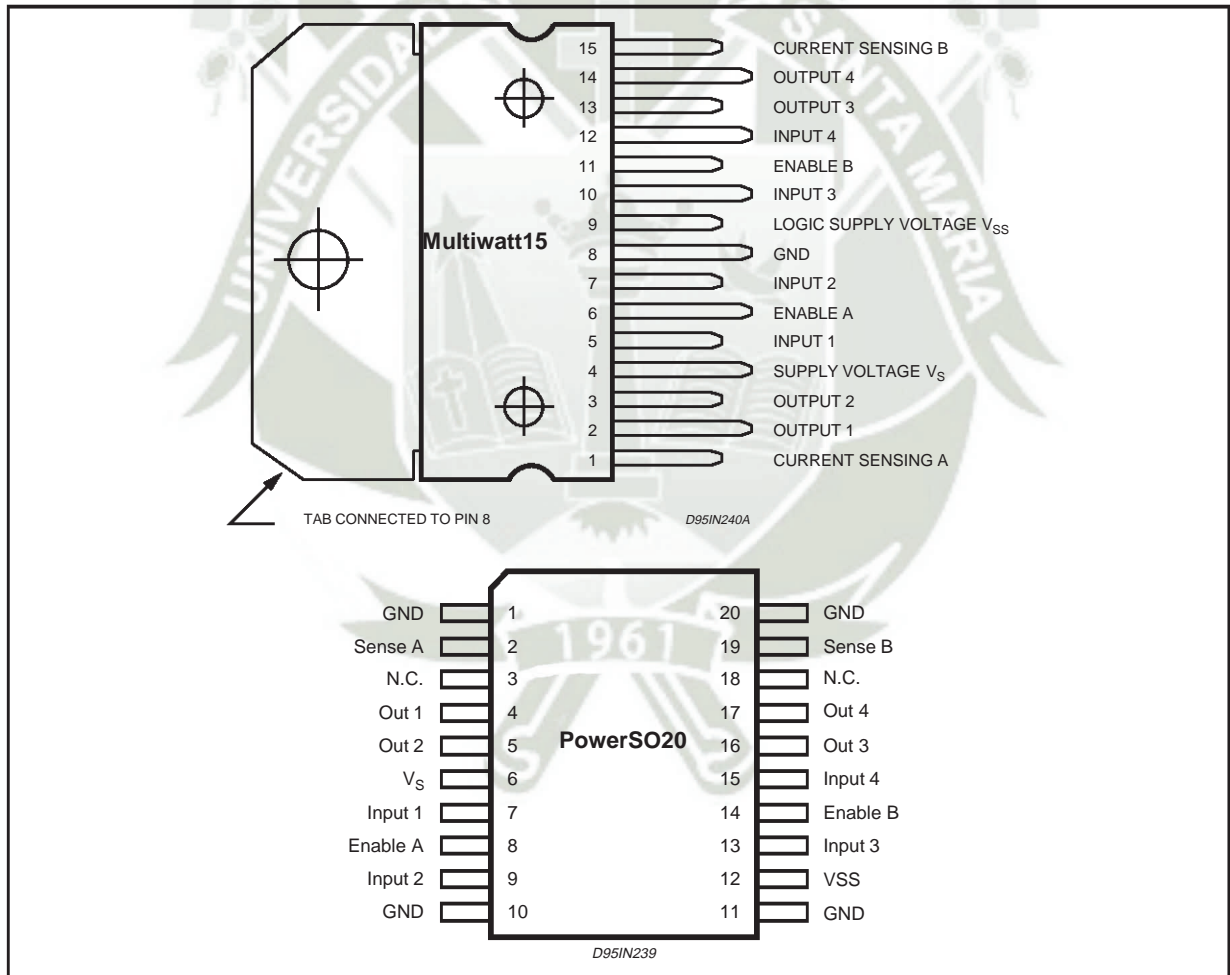 UNIVERSIDAD
SANTA MARIA
15 CURRENT SENSING B
14 OUTPUT 4
13 OUTPUT 3
12 INPUT 4
11 ENABLE B
10 INPUT 3
9 LOGIC SUPPLY VOLTAGE VSS
Multiwatt15
8 GND
7 INPUT 2
6 ENABLE A
5 INPUT 1
4 SUPPLY VOLTAGE VS
3 OUTPUT 2
2 OUTPUT 1
1 CURRENT SENSING A
TAB CONNECTED TO PIN 8
D95IN240A
GND 1 20 GND
Sense A 2 19 Sense B
1961
N.C. 3 18 N.C.
Out 1 4 17 Out 4
PowerSO20
Out 2 5 16 Out 3
VS 6 15 Input 4
Input 1 7 14 Enable B
Enable A 8 13 Input 3
Input 2 9 12 VSS
GND 10 11 GND
D95IN239